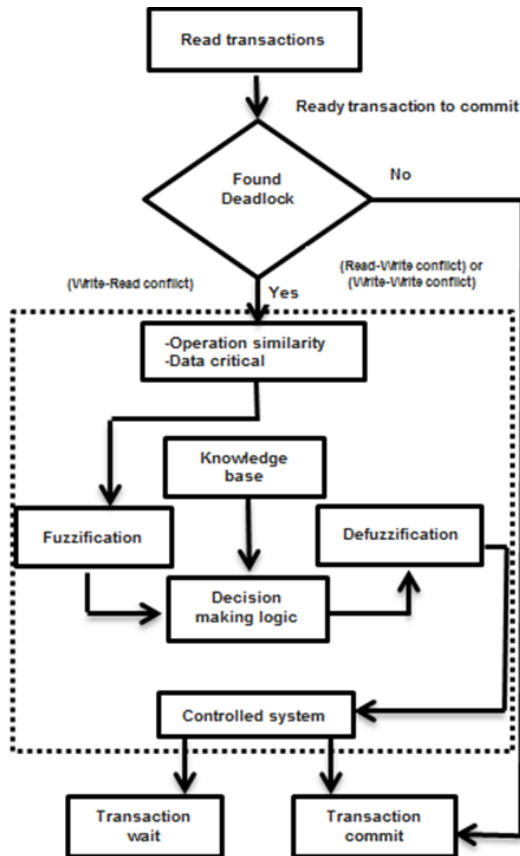 Read transactions
Ready transaction to commit
Found
Deadlock
No
(Write-Read conflict)
Yes
(Read-Write conflict) or
(Write-Write conflict)
-Operation similarity
-Data critical
Knowledge
base
Fuzzification
Defuzzification
Decision
making logic
Controlled system
Transaction
wait
Transaction
commit